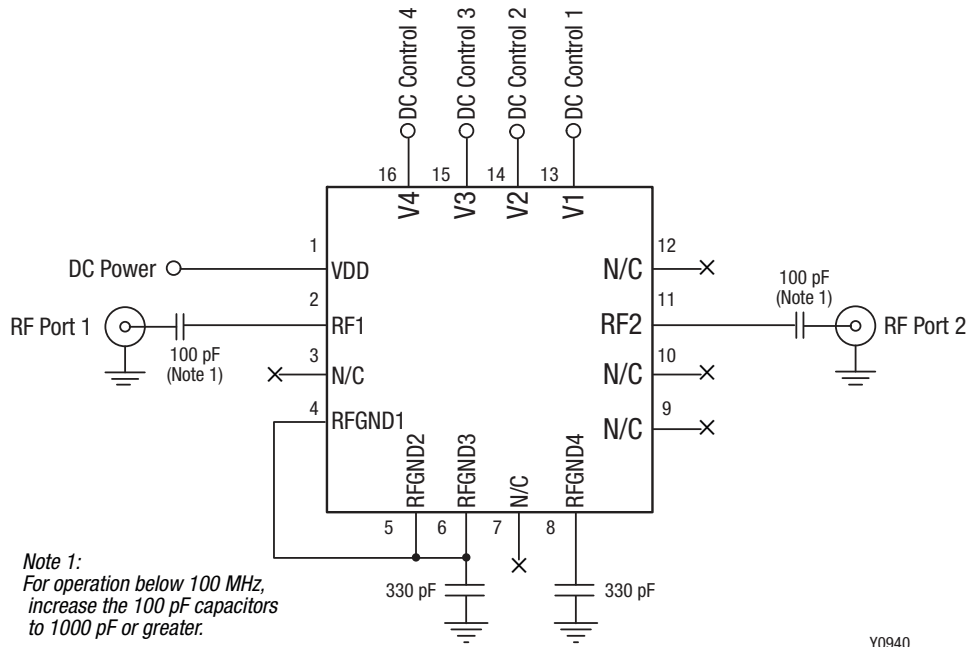 DC Control 4
DC Control 3
DC Control 2
DC Control 1
16
15
14
13
V4
V3
V2
V1
1
DC Power
VDD
N/C
12
2
RF Port 1
100 pF
(Note 1)
RF1
RF2
11
100 pF
(Note 1)
RF Port 2
3
N/C
N/C
10
4
RFGND1
N/C
9
RFGND2
RFGND3
N/C
RFGND4
5
6
7
8
330 pF
330 pF
Note 1:
For operation below 100 MHz,
increase the 100 pF capacitors
to 1000 pF or greater.
Y0940